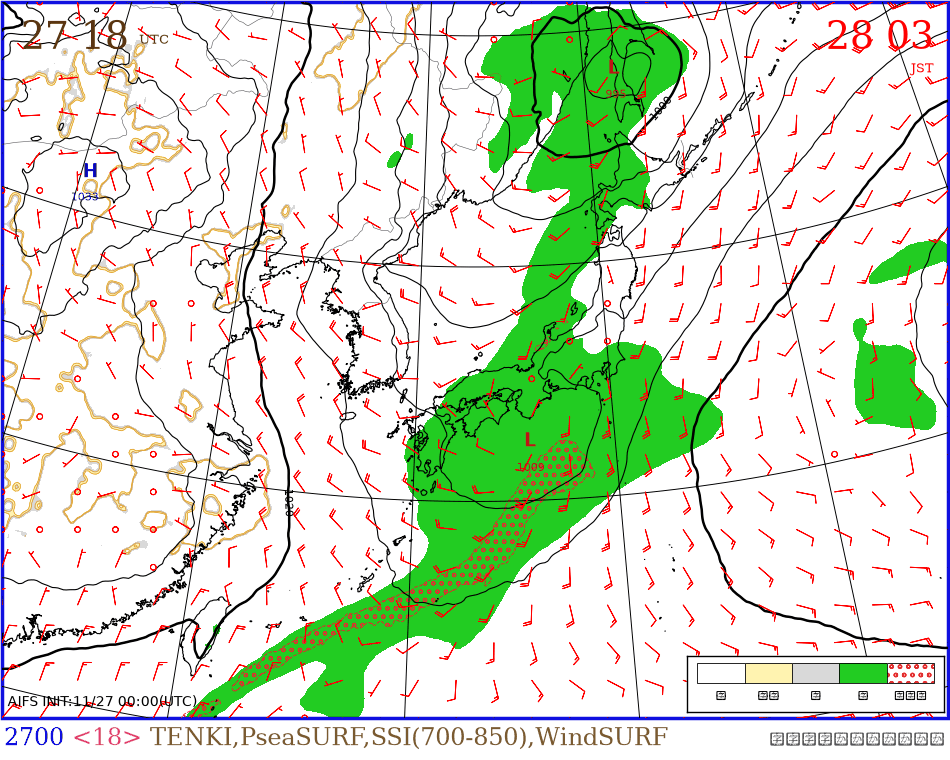 27 18 UTC
28 03
JST
L
995
1000
H
1033
L
1009
1020
AIFS INIT:11/27 00:00(UTC)
2700 <18> TENKI,PseaSURF,SSI(700-850),WindSURF